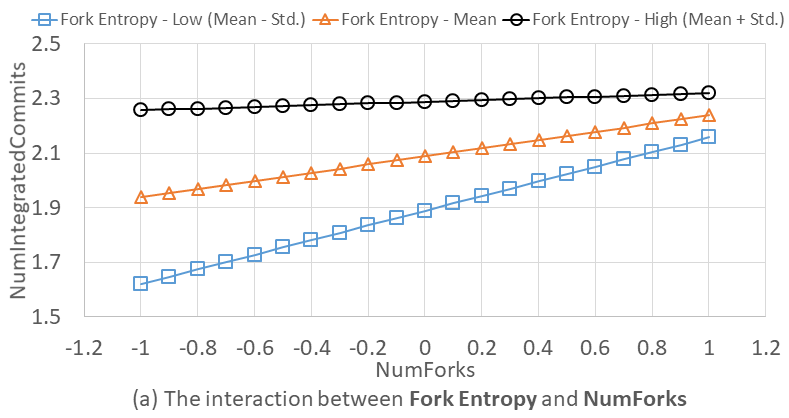 Fork Entropy - Low (Mean - Std.) Fork Entropy - Mean Fork Entropy - High (Mean + Std.)
2.5
2.3
2.1
1.9
1.7
1.5
NumIntegratedCommits
-1.2 -1 -0.8 -0.6 -0.4 -0.2 0 0.2 0.4 0.6 0.8 1 1.2
NumForks
(a) The interaction between Fork Entropy and NumForks